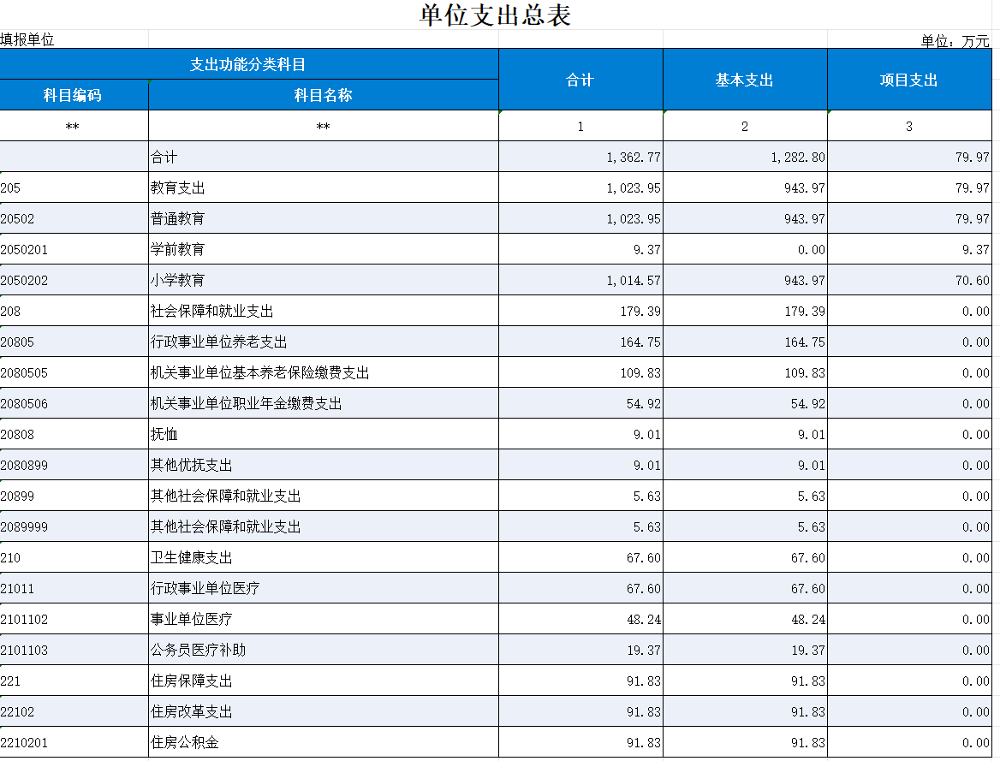 单位支出总表
填报单位 单位：万元
支出功能分类科目 合计 基本支出 项目支出
科目编码 科目名称
** ** 1 2 3
合计 1,362.77 1,282.80 79.97
205 教育支出 1,023.95 943.97 79.97
20502 普通教育 1,023.95 943.97 79.97
2050201 学前教育 9.37 0.00 9.37
2050202 小学教育 1,014.57 943.97 70.60
208 社会保障和就业支出 179.39 179.39 0.00
20805 行政事业单位养老支出 164.75 164.75 0.00
2080505 机关事业单位基本养老保险缴费支出 109.83 109.83 0.00
2080506 机关事业单位职业年金缴费支出 54.92 54.92 0.00
20808 抚恤 9.01 9.01 0.00
2080899 其他优抚支出 9.01 9.01 0.00
20899 其他社会保障和就业支出 5.63 5.63 0.00
2089999 其他社会保障和就业支出 5.63 5.63 0.00
210 卫生健康支出 67.60 67.60 0.00
21011 行政事业单位医疗 67.60 67.60 0.00
2101102 事业单位医疗 48.24 48.24 0.00
2101103 公务员医疗补助 19.37 19.37 0.00
221 住房保障支出 91.83 91.83 0.00
22102 住房改革支出 91.83 91.83 0.00
2210201 住房公积金 91.83 91.83 0.00